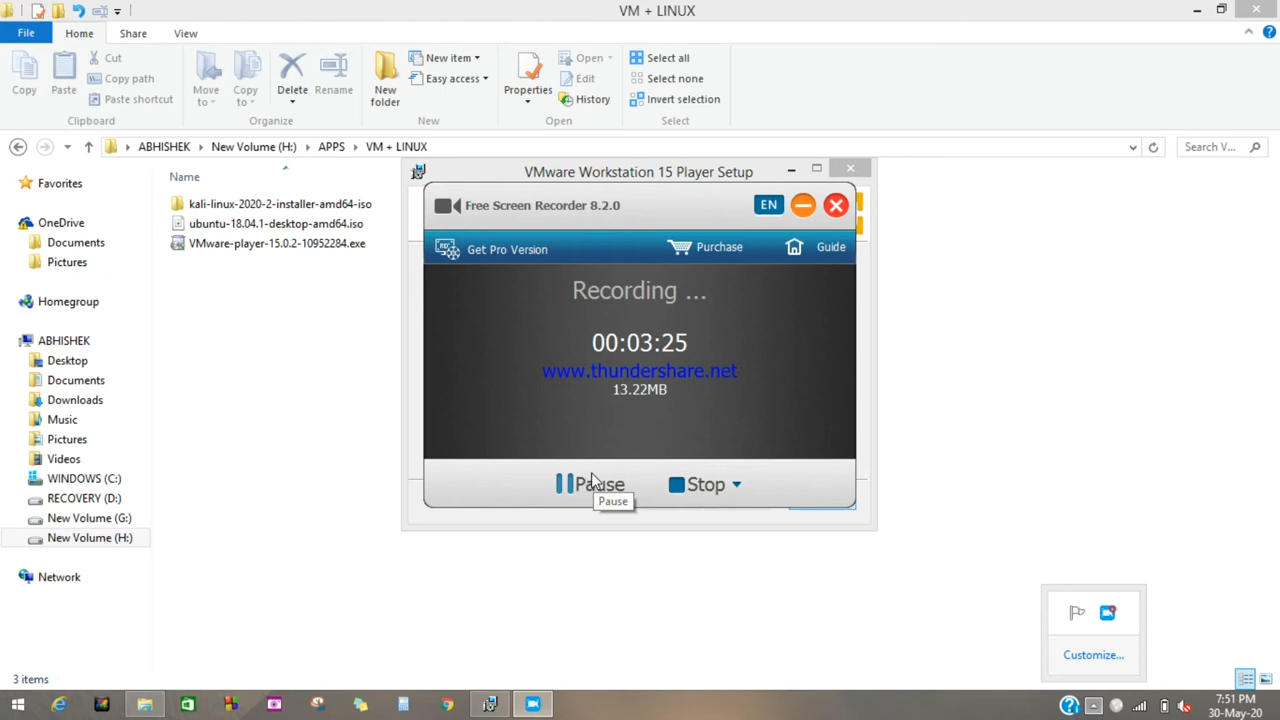 VM + LINUX
File Home Share View
Cut
Copy path
Paste shortcut
Copy Paste
Clipboard
Move to Copy to Delete Rename
Organize
New folder
New item
Easy access
New
Properties
Open
Edit
History
Open
Select all
Select none
Invert selection
Select
ABHISHEK New Volume (H:) APPS VM + LINUX
Search V...
Favorites
OneDrive
Documents
Pictures
Homegroup
ABHISHEK
Desktop
Documents
Downloads
Music
Pictures
Videos
WINDOWS (C:)
RECOVERY (D:)
New Volume (G:)
New Volume (H:)
Network
Name
kali-linux-2020-2-installer-amd64-iso
ubuntu-18.04.1-desktop-amd64.iso
VMware-player-15.0.2-10952284.exe
VMware Workstation 15 Player Setup
Free Screen Recorder 8.2.0
EN
Get Pro Version Purchase Guide
Recording ...
00:03:25
www.thundershare.net
13.22MB
Pause Stop
Pause
Customize...
3 items
7:51 PM
30-May-20